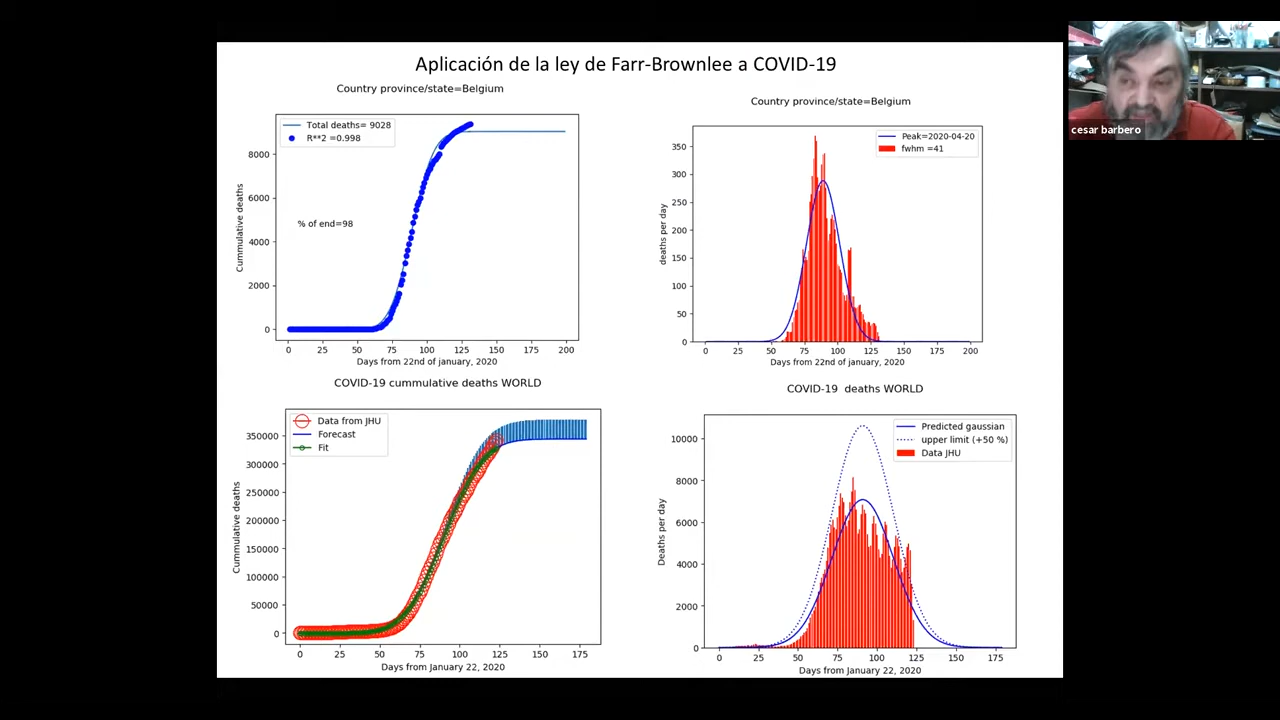 Aplicación de la ley de Farr-Brownlee a COVID-19
cesar barbero
Country province/state=Belgium
Total deaths= 9028
R**2 =0.998
% of end=98
Cummulative deaths
0
2000
4000
6000
8000
0 25 50 75 100 125 150 175 200
Days from 22nd of january, 2020
Country province/state=Belgium
Peak=2020-04-20
fwhm =41
deaths per day
350
300
250
200
150
100
50
0
0 25 50 75 100 125 150 175 200
Days from 22nd of january, 2020
COVID-19 cummulative deaths WORLD
Data from JHU
Forecast
Fit
Cummulative deaths
350000
300000
250000
200000
150000
100000
50000
0
0 25 50 75 100 125 150 175
Days from January 22, 2020
COVID-19 deaths WORLD
Predicted gaussian
upper limit (+50 %)
Data JHU
Deaths per day
10000
8000
6000
4000
2000
0
0 25 50 75 100 125 150 175
Days from January 22, 2020